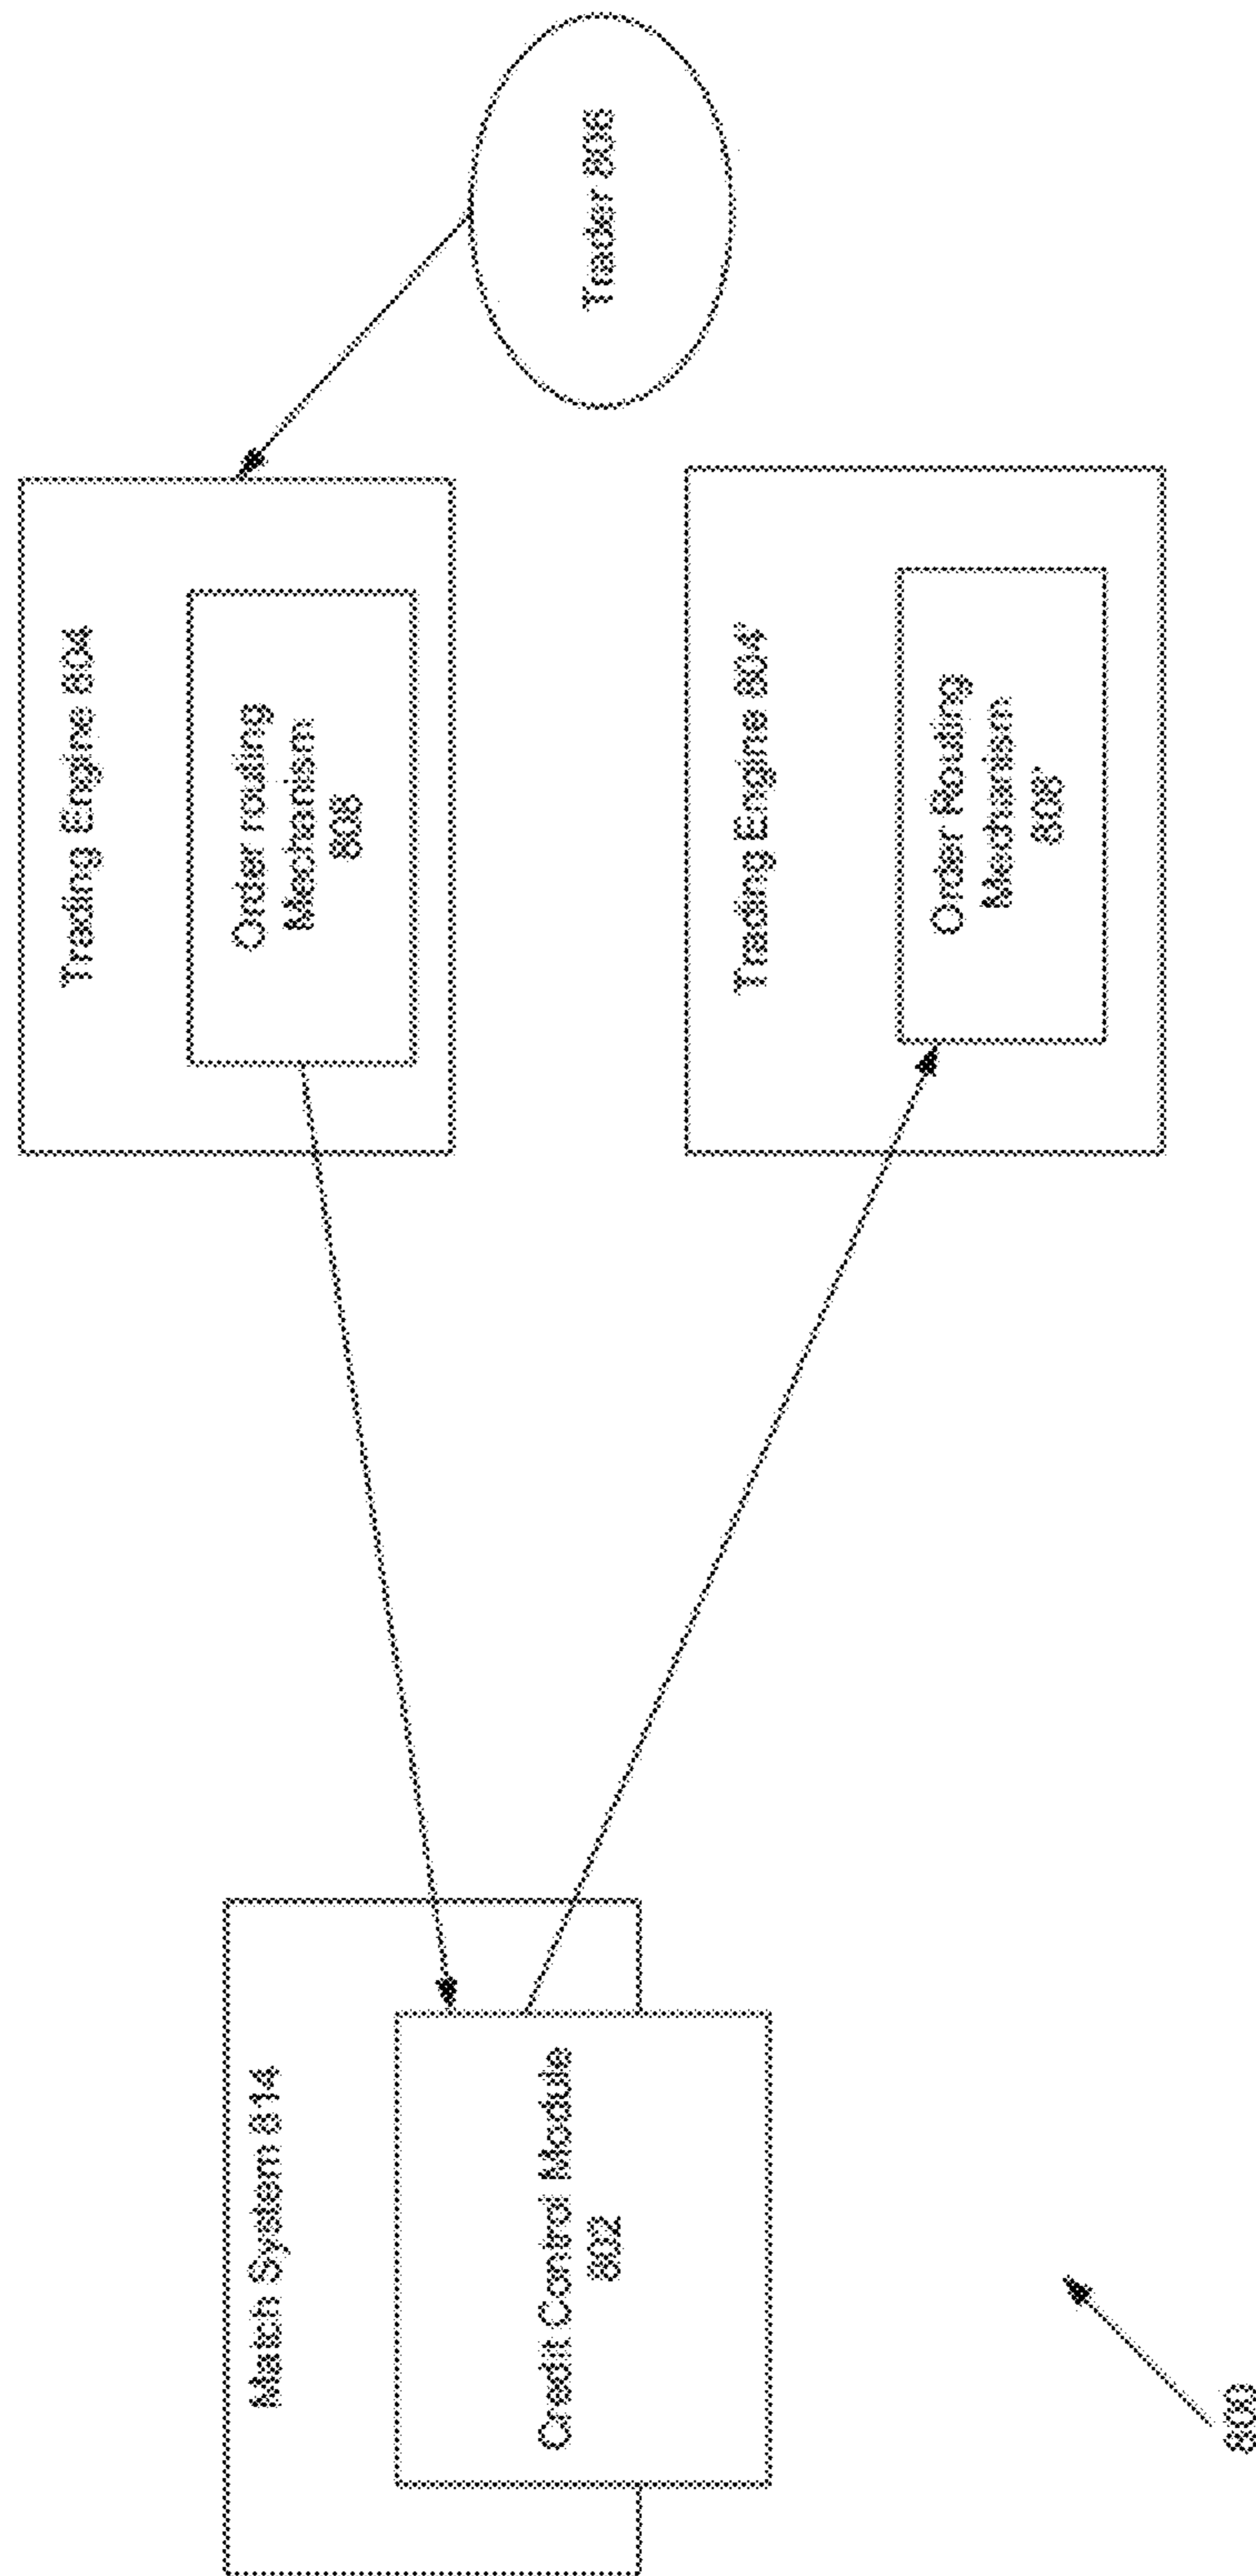 Match System 814
Credit Control Module
802
Trading Engine 804
Order routing
Mechanism
808
Trader 806
Trading Engine 804'
Order Routing
Mechanism
808'
800